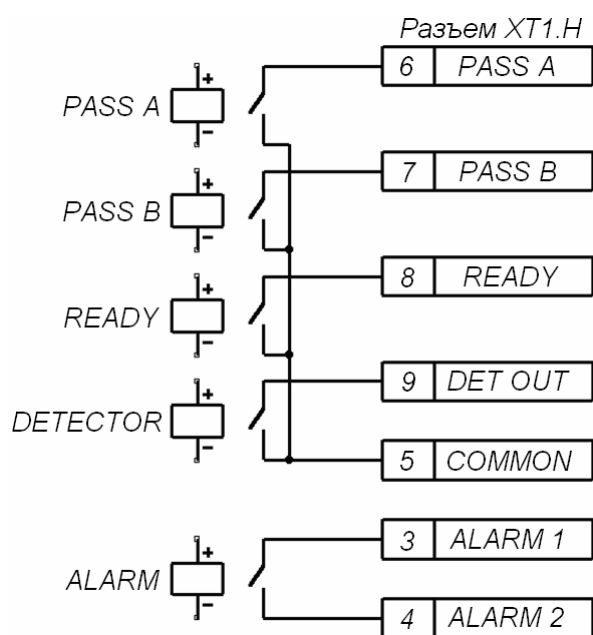 Разъем XT1.H
6 PASS A
PASS A
+
-
7 PASS B
PASS B
+
-
8 READY
READY
+
-
9 DET OUT
DETECTOR
+
-
5 COMMON
3 ALARM 1
ALARM
+
-
4 ALARM 2